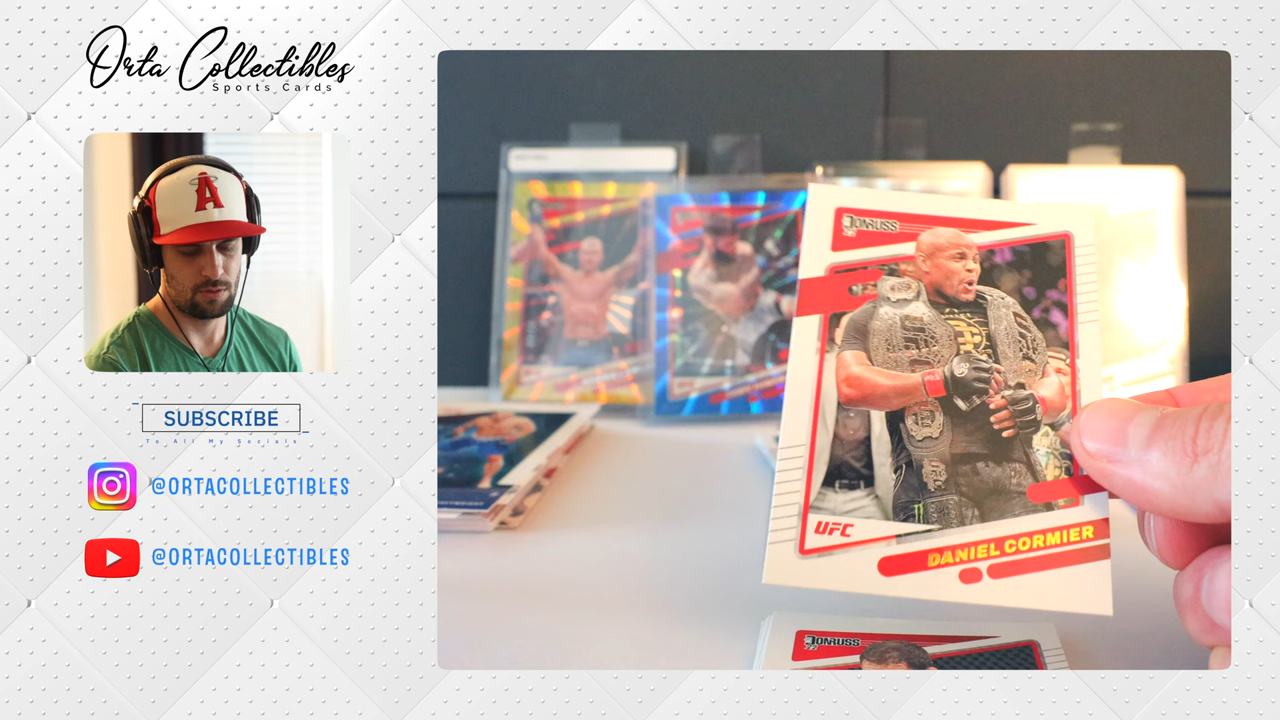 Orta Collectibles
Sports Cards
SUBSCRIBE
To All My Socials
@ORTACOLLECTIBLES
@ORTACOLLECTIBLES
A
DONRUSS
UFC
DANIEL CORMIER
DONRUSS